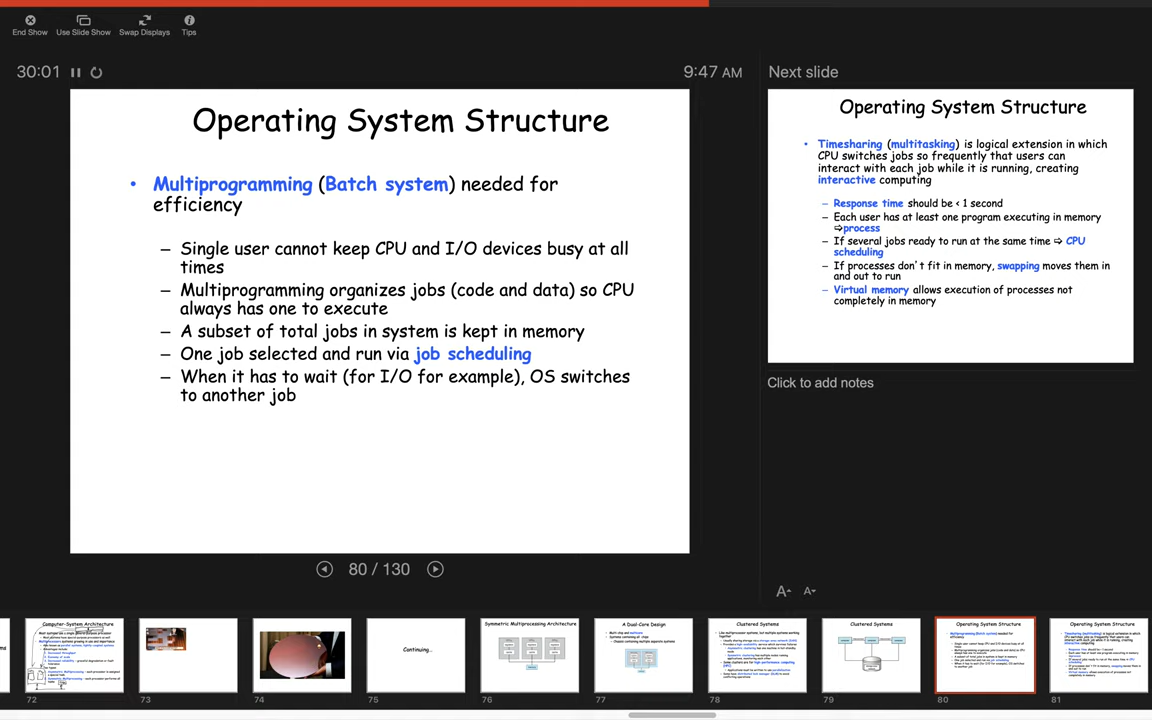 End Show
Use Slide Show
Swap Displays
Tips
30:01
9:47 AM
Next slide
Operating System Structure
• Multiprogramming (Batch system) needed for
efficiency
– Single user cannot keep CPU and I/O devices busy at all
times
– Multiprogramming organizes jobs (code and data) so CPU
always has one to execute
– A subset of total jobs in system is kept in memory
– One job selected and run via job scheduling
– When it has to wait (for I/O for example), OS switches
to another job
80 / 130
Operating System Structure
• Timesharing (multitasking) is logical extension in which
CPU switches jobs so frequently that users can
interact with each job while it is running, creating
interactive computing
– Response time should be < 1 second
– Each user has at least one program executing in memory
⇨process
– If several jobs ready to run at the same time ⇨ CPU
scheduling
– If processes don't fit in memory, swapping moves them in
and out to run
– Virtual memory allows execution of processes not
completely in memory
Click to add notes
A
A
Computer-System Architecture
72
73
74
Continued...
75
Symmetric Multiprocessing Architecture
76
A Dual-Core Design
77
Clustered Systems
78
Clustered Systems
79
Operating System Structure
80
Operating System Structure
81